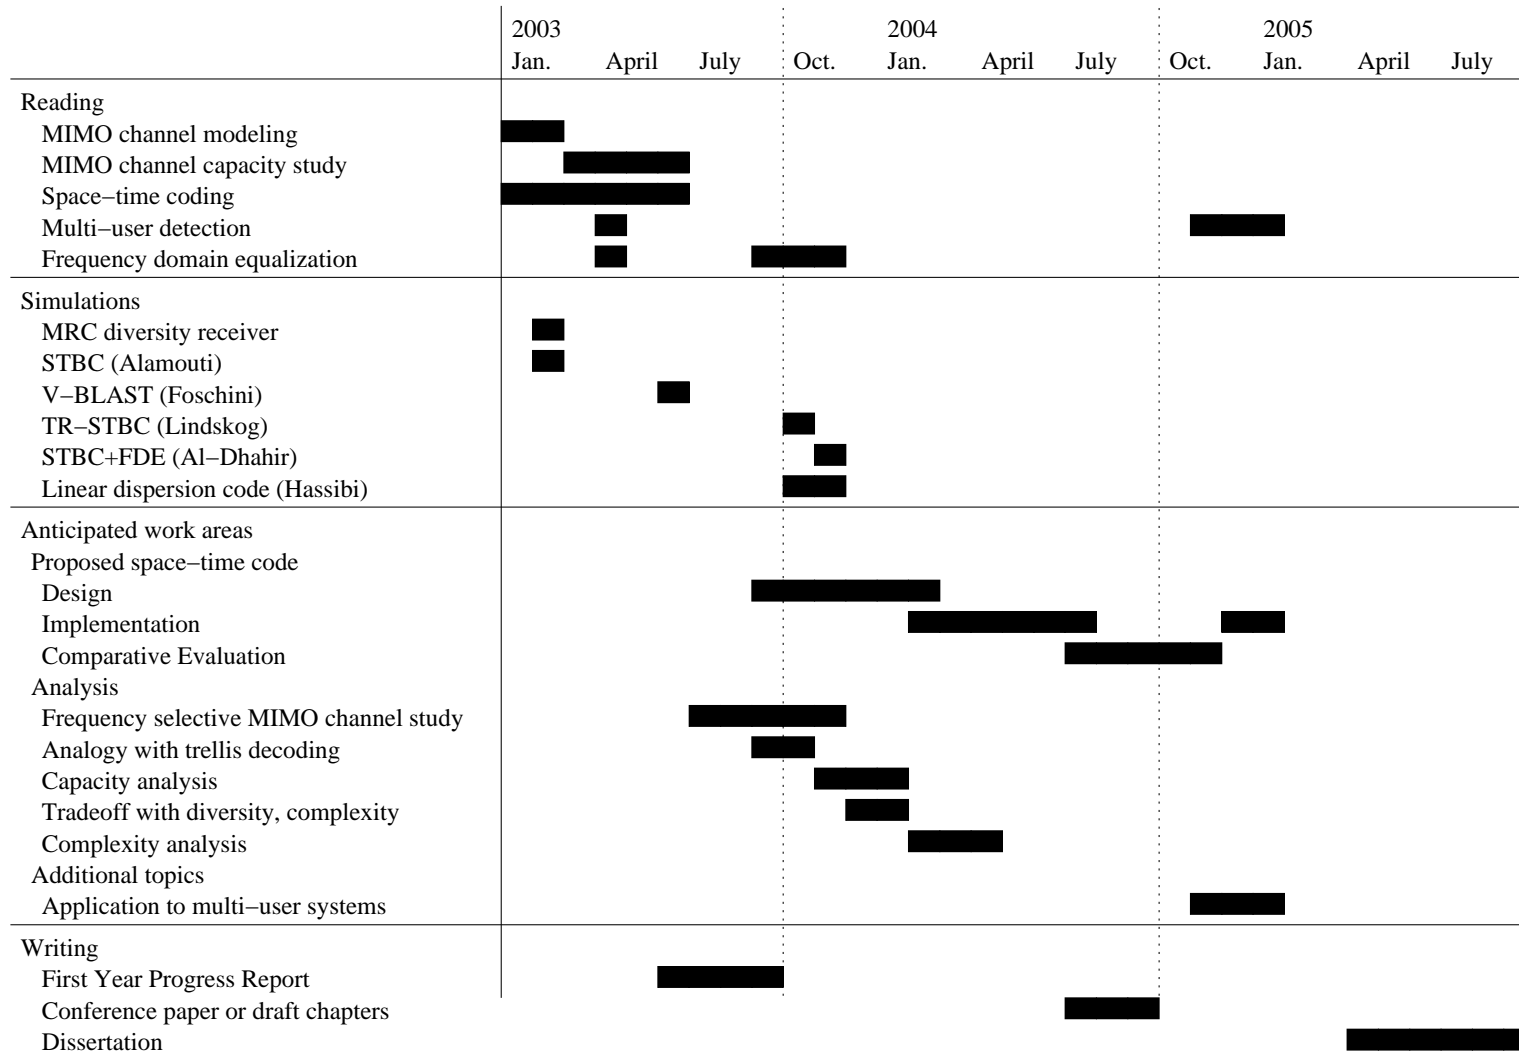 2003 2004 2005
Jan. April July Oct. Jan. April July Oct. Jan. April July
Reading
MIMO channel modeling
MIMO channel capacity study
Space−time coding
Multi−user detection
Frequency domain equalization
Simulations
MRC diversity receiver
STBC (Alamouti)
V−BLAST (Foschini)
TR−STBC (Lindskog)
STBC+FDE (Al−Dhahir)
Linear dispersion code (Hassibi)
Anticipated work areas
Proposed space−time code
Design
Implementation
Comparative Evaluation
Analysis
Frequency selective MIMO channel study
Analogy with trellis decoding
Capacity analysis
Tradeoff with diversity, complexity
Complexity analysis
Additional topics
Application to multi−user systems
Writing
First Year Progress Report
Conference paper or draft chapters
Dissertation